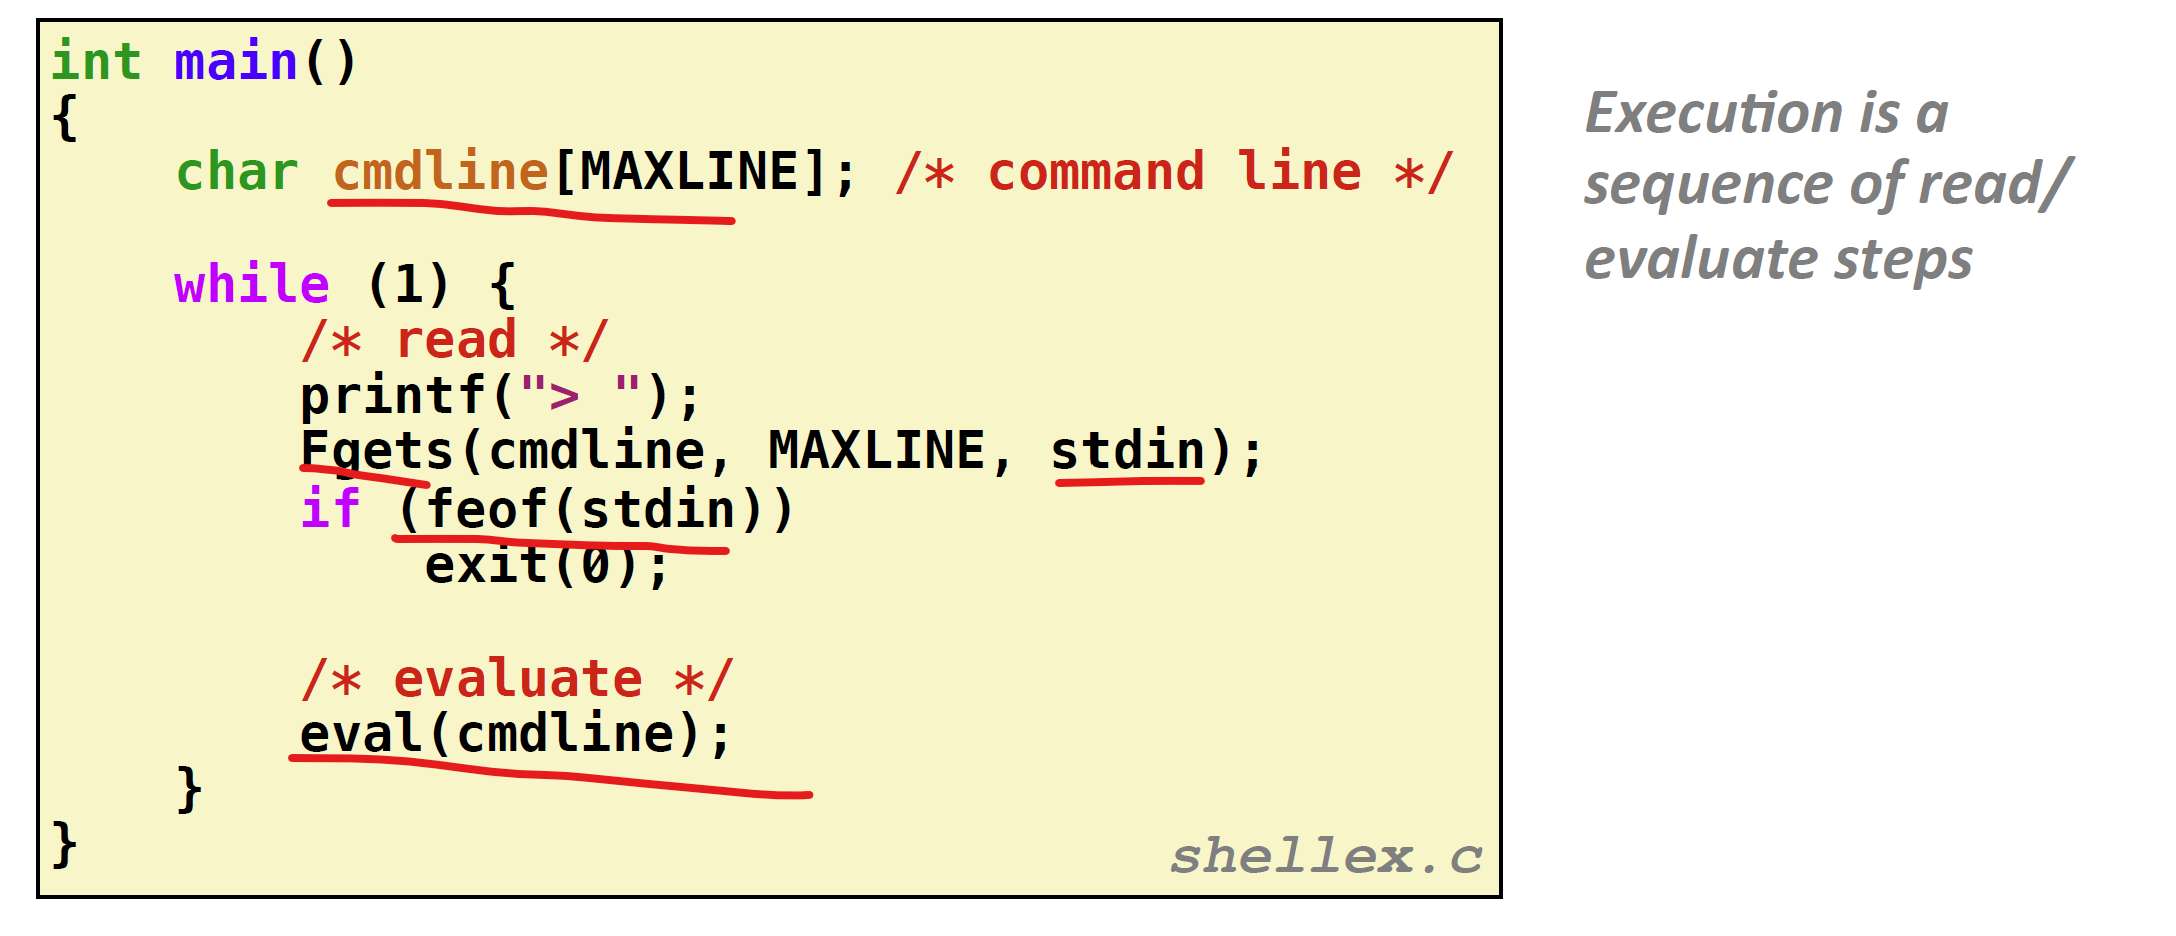 int main()
{
    char cmdline[MAXLINE]; /* command line */

    while (1) {
        /* read */
        printf("> ");
        Fgets(cmdline, MAXLINE, stdin);
        if (feof(stdin))
            exit(0);

        /* evaluate */
        eval(cmdline);
    }
}
shellex.c
Execution is a
sequence of read/
evaluate steps